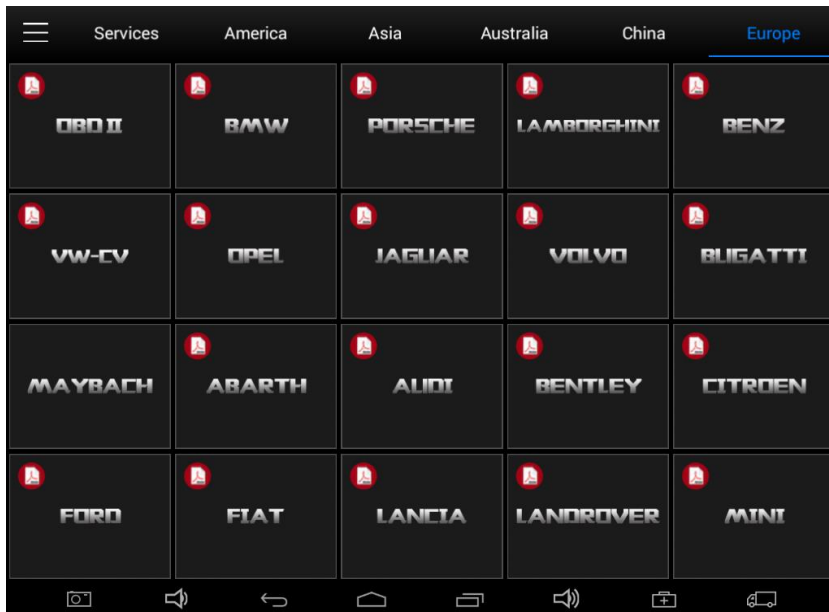 Services America Asia Australia China Europe
OBD II BMW PORSCHE LAMBORGHINI BENZ
VW-CV OPEL JAGUAR VOLVO BUGATTI
MAYBACH ABARTH AUDI BENTLEY CITROEN
FORD FIAT LANCIA LANDROVER MINI